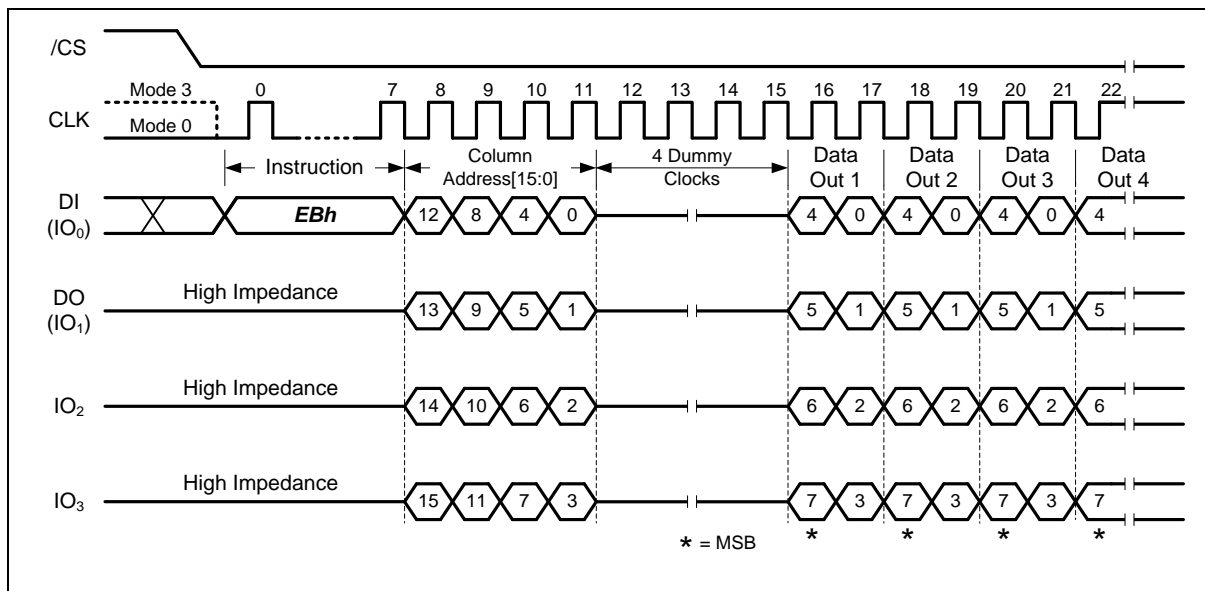 /CS
Mode 3 0 7 8 9 10 11 12 13 14 15 16 17 18 19 20 21 22
CLK
Mode 0
Instruction Column Address[15:0] 4 Dummy Clocks Data Out 1 Data Out 2 Data Out 3 Data Out 4
DI (IO0) EBh 12 8 4 0 4 0 4 0 4 0 4
DO (IO1) High Impedance 13 9 5 1 5 1 5 1 5 1 5
IO2 High Impedance 14 10 6 2 6 2 6 2 6 2 6
IO3 High Impedance 15 11 7 3 7 3 7 3 7 3 7
* = MSB * * * *